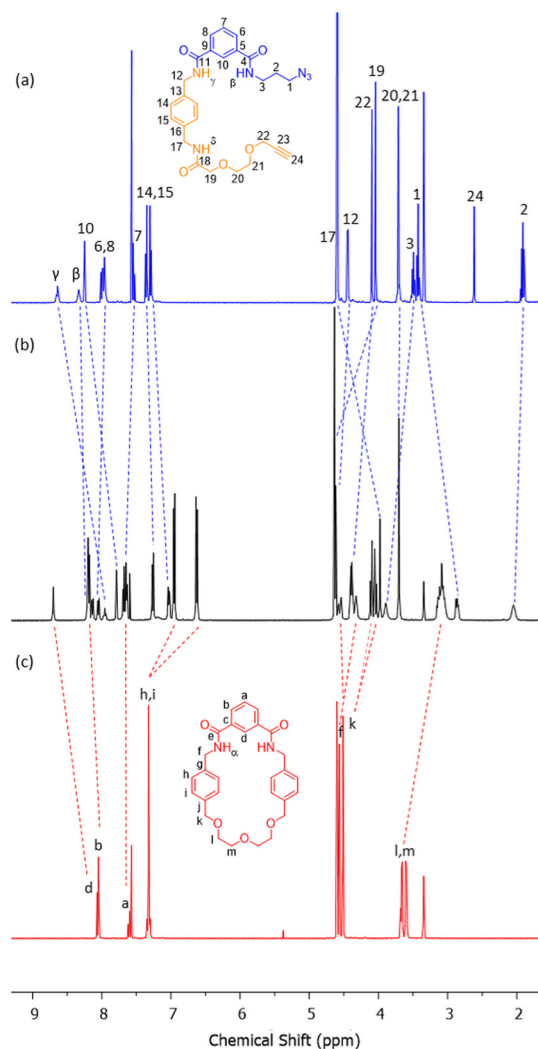 (a)
8 7 6
9 5
O 11 10 4 O
12 NH HN 2 N₃
γ β 3 1
13
14
15
16
17 NH δ
18 O 22 23
O 19 O 20 21 O 24
19
22 20,21
14,15 12 1
10 7 17 24 2
6,8 3
γ β
(b)
(c)
h,i
b a
c
O e d O
f NH HN
g α
h
i
j
k O O
l O m
f k
b l,m
d
a
9 8 7 6 5 4 3 2
Chemical Shift (ppm)